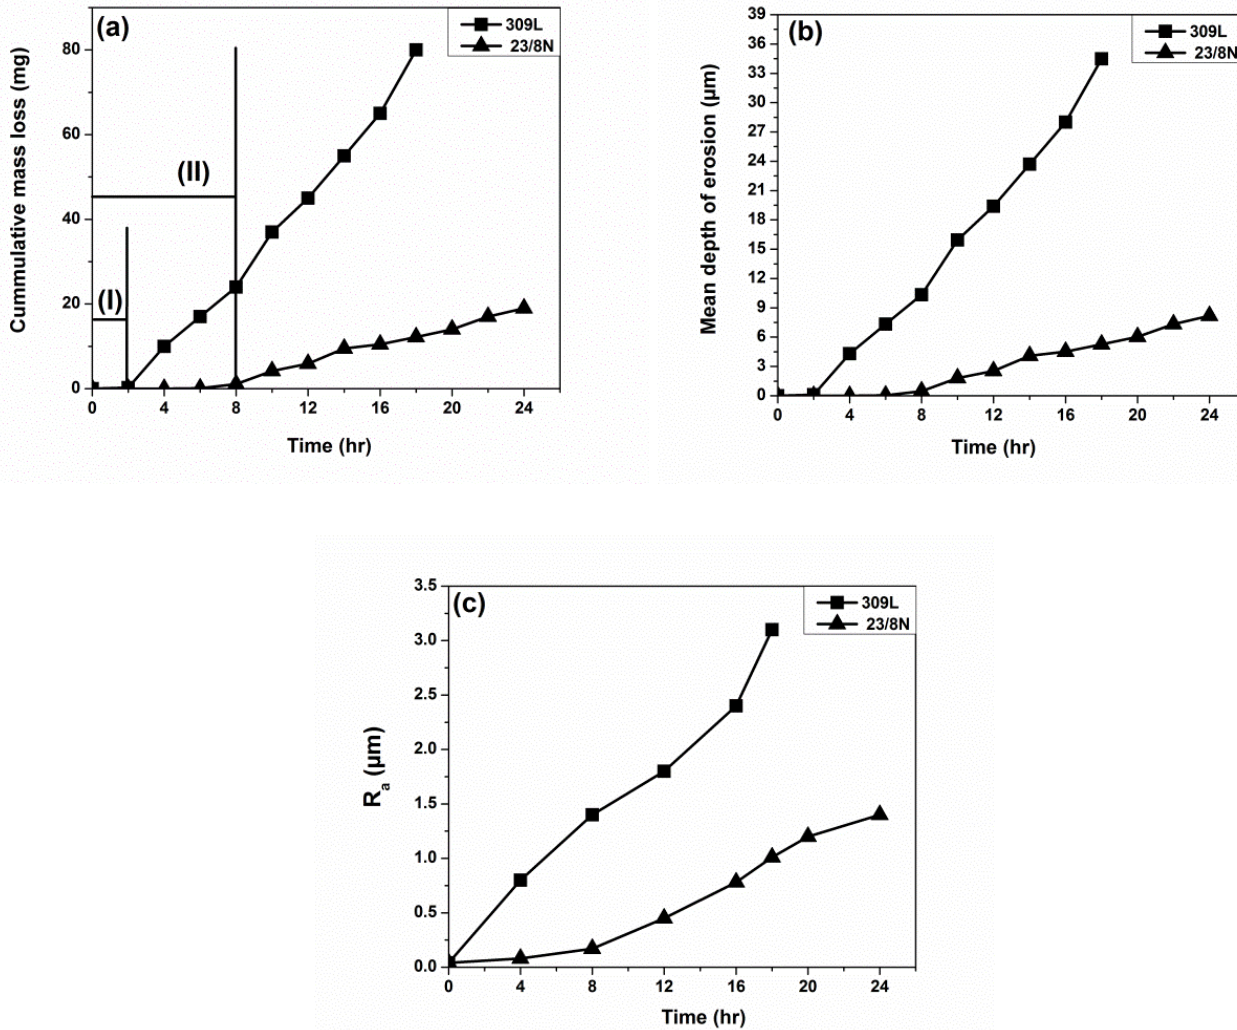 (a)
309L
23/8N
Cummulative mass loss (mg)
80
60
40
20
0
(II)
(I)
0 4 8 12 16 20 24
Time (hr)
(b)
309L
23/8N
Mean depth of erosion (μm)
39
36
33
30
27
24
21
18
15
12
9
6
3
0
0 4 8 12 16 20 24
Time (hr)
(c)
309L
23/8N
Ra (μm)
3.5
3.0
2.5
2.0
1.5
1.0
0.5
0.0
0 4 8 12 16 20 24
Time (hr)